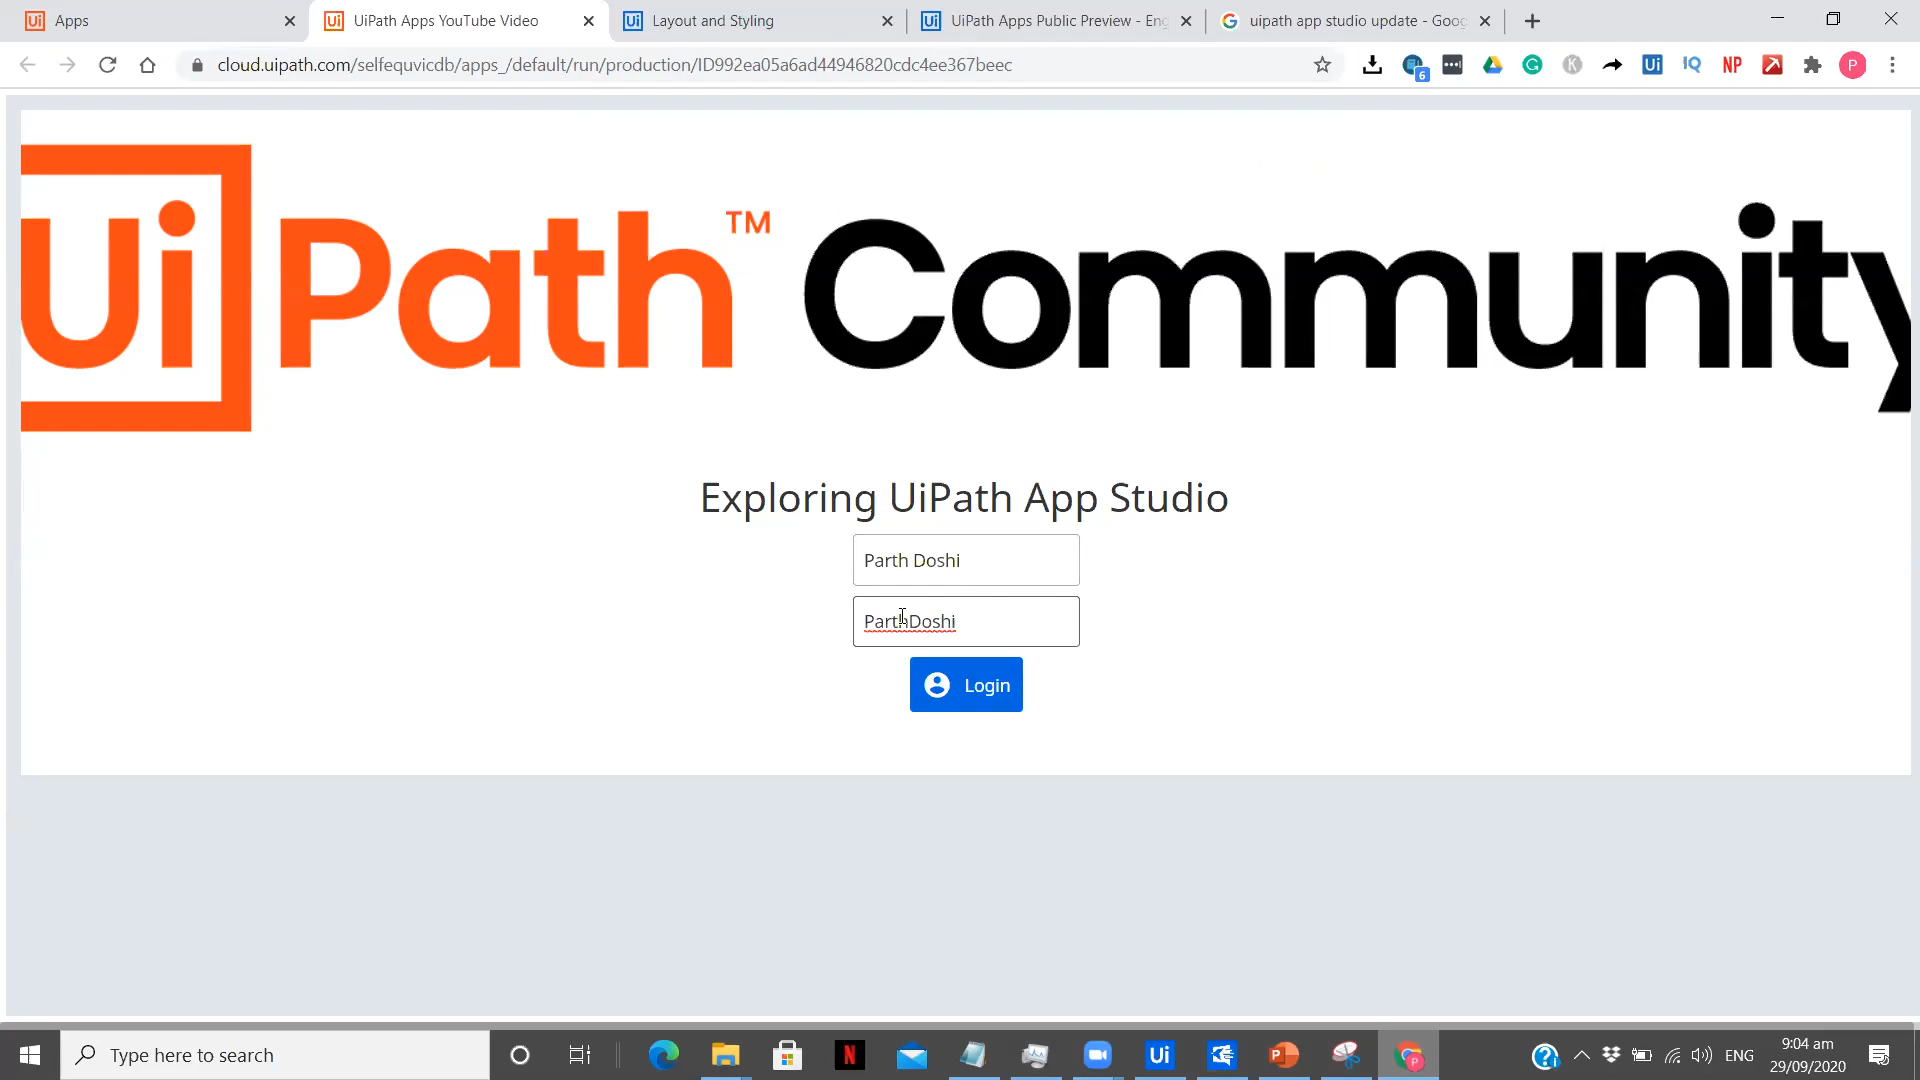 Apps
UiPath Apps YouTube Video
Layout and Styling
UiPath Apps Public Preview - Eng
uipath app studio update - Goog
cloud.uipath.com/selfequvicdb/apps_/default/run/production/ID992ea05a6ad44946820cdc4ee367beec
UiPath™ Community
Exploring UiPath App Studio
Parth Doshi
ParthDoshi
Login
Type here to search
ENG
9:04 am
29/09/2020